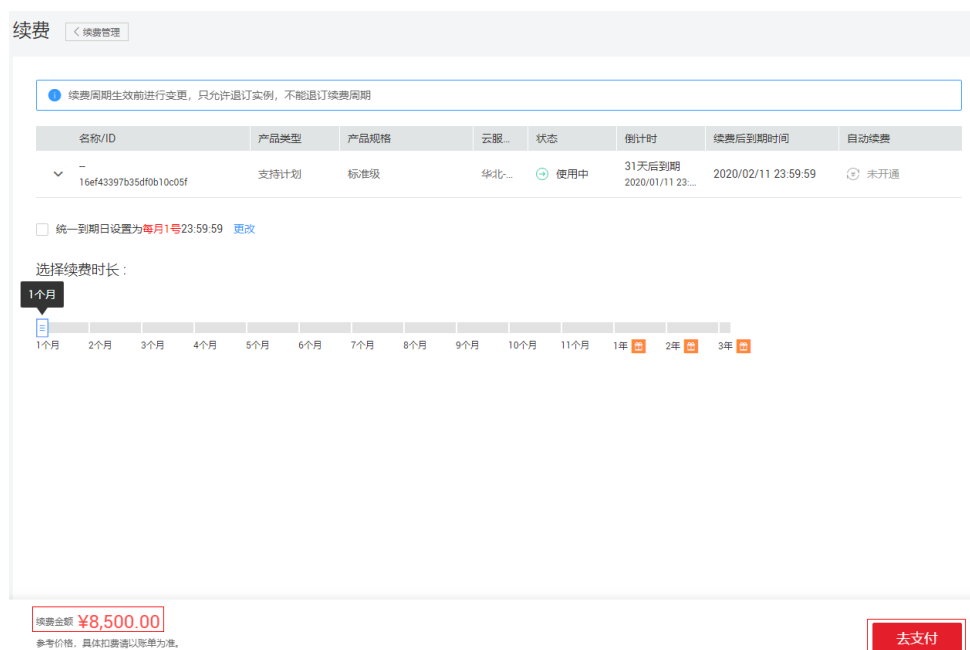 续费 < 续费管理
续费周期生效前进行变更，只允许退订实例，不能退订续费周期
名称/ID 产品类型 产品规格 云服... 状态 倒计时 续费后到期时间 自动续费
--
16ef43397b35df0b10c05f 支持计划 标准级 华北-... 使用中 31天后到期 2020/02/11 23:59:59 未开通
2020/01/11 23:...
统一到期日设置为每月1号23:59:59 更改
选择续费时长：
1个月
1个月 2个月 3个月 4个月 5个月 6个月 7个月 8个月 9个月 10个月 11个月 1年 2年 3年
续费金额 ¥8,500.00
参考价格，具体扣费请以账单为准。
去支付